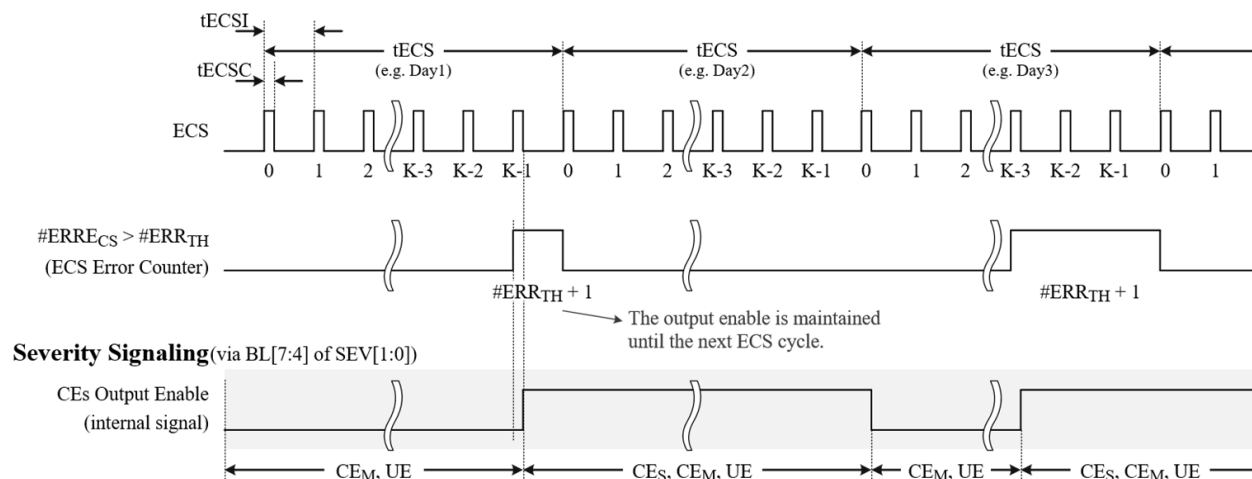 tECSI
tECS tECS tECS
(e.g. Day1) (e.g. Day2) (e.g. Day3)
tECSC
ECS
0 1 2 K-3 K-2 K-1 0 1 2 K-3 K-2 K-1 0 1 2 K-3 K-2 K-1 0 1
#ERRECS > #ERRTH
(ECS Error Counter)
#ERRTH + 1 #ERRTH + 1
The output enable is maintained
until the next ECS cycle.
Severity Signaling(via BL[7:4] of SEV[1:0])
CEs Output Enable
(internal signal)
CEM, UE CES, CEM, UE CEM, UE CES, CEM, UE